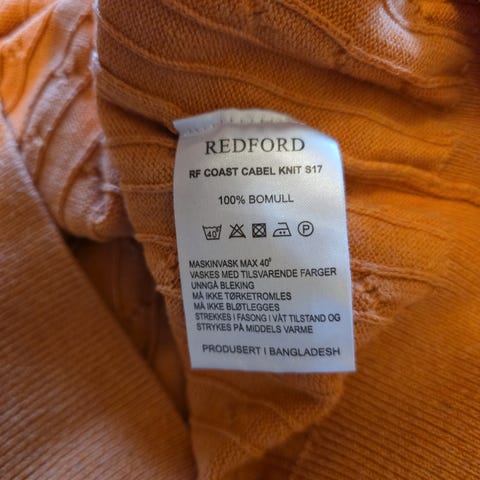 REDFORD
RF COAST CABEL KNIT S17
100% BOMULL
40° P
MASKINVASK MAX 40°
VASKES MED TILSVARENDE FARGER
UNNGÅ BLEKING
MÅ IKKE TØRKETROMLES
MÅ IKKE BLØTLEGGES
STREKKES I FASONG I VÅT TILSTAND OG
STRYKES PÅ MIDDELS VARME
PRODUSERT I BANGLADESH